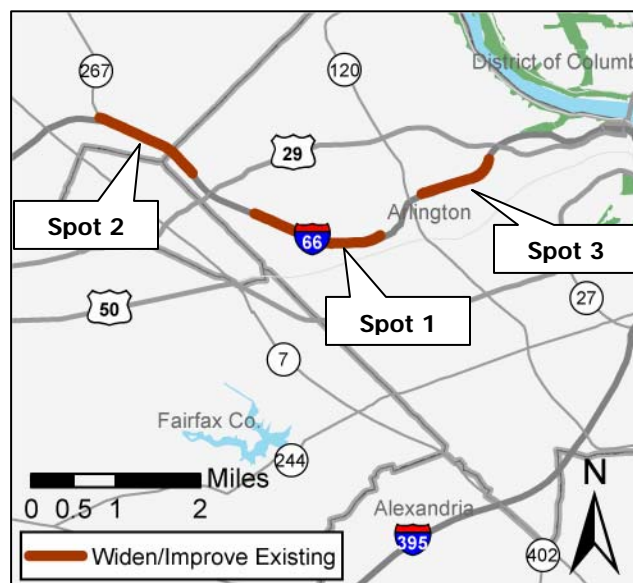 267
120
District of Columb
29
Spot 2
Arlington
66
Spot 3
50
Spot 1
27
7
Fairfax Co.
244
Miles
0 0.5 1 2
N
Alexandria
395
Widen/Improve Existing
402